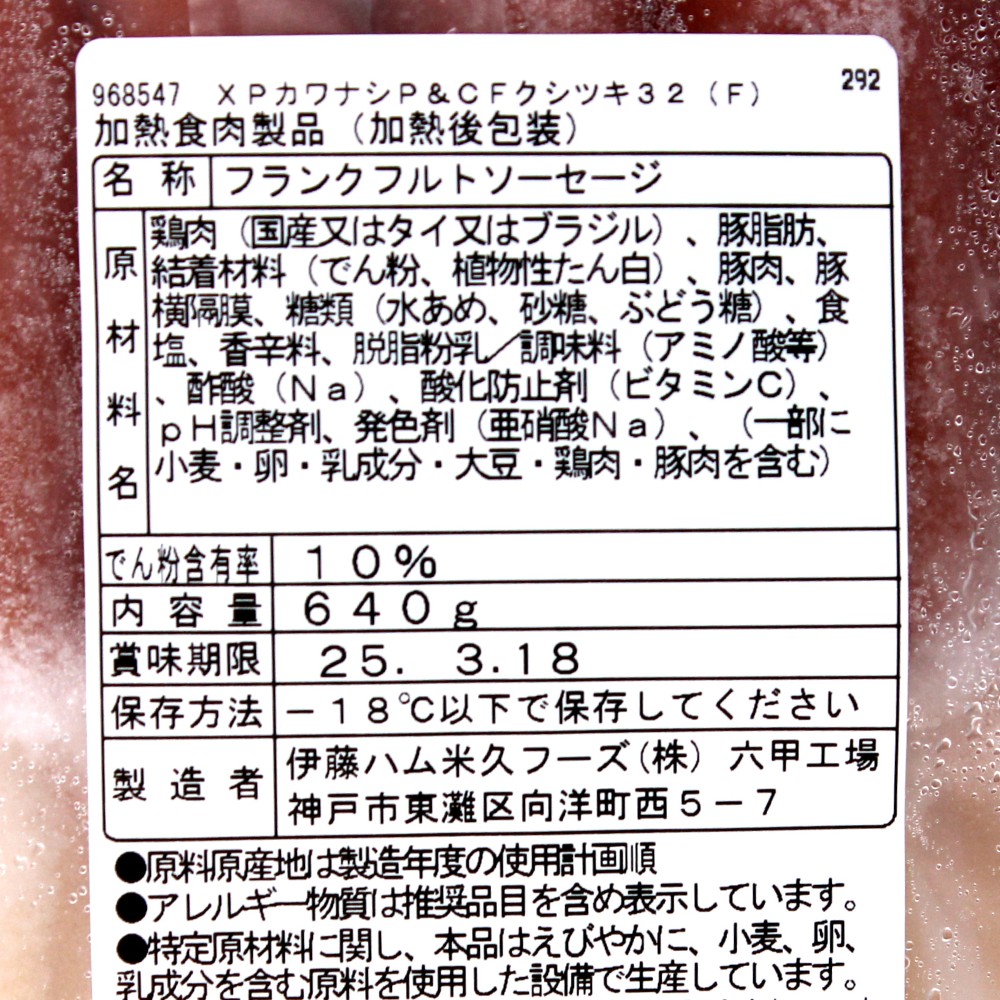 968547 XPカワナシP&CFクシツキ32(F) 292
加熱食肉製品(加熱後包装)
名称 フランクフルトソーセージ
原材料名 鶏肉(国産又はタイ又はブラジル)、豚脂肪、
結着材料(でん粉、植物性たん白)、豚肉、豚
横隔膜、糖類(水あめ、砂糖、ぶどう糖)、食
塩、香辛料、脱脂粉乳/調味料(アミノ酸等)
、酢酸(Na)、酸化防止剤(ビタミンC)、
pH調整剤、発色剤(亜硝酸Na)、(一部に
小麦・卵・乳成分・大豆・鶏肉・豚肉を含む)
でん粉含有率 10%
内容量 640g
賞味期限 25. 3.18
保存方法 -18℃以下で保存してください
製造者 伊藤ハム米久フーズ(株) 六甲工場
神戸市東灘区向洋町西5-7
●原料原産地は製造年度の使用計画順
●アレルギー物質は推奨品目を含め表示しています。
●特定原材料に関し、本品はえびやかに、小麦、卵、
乳成分を含む原料を使用した設備で生産しています。